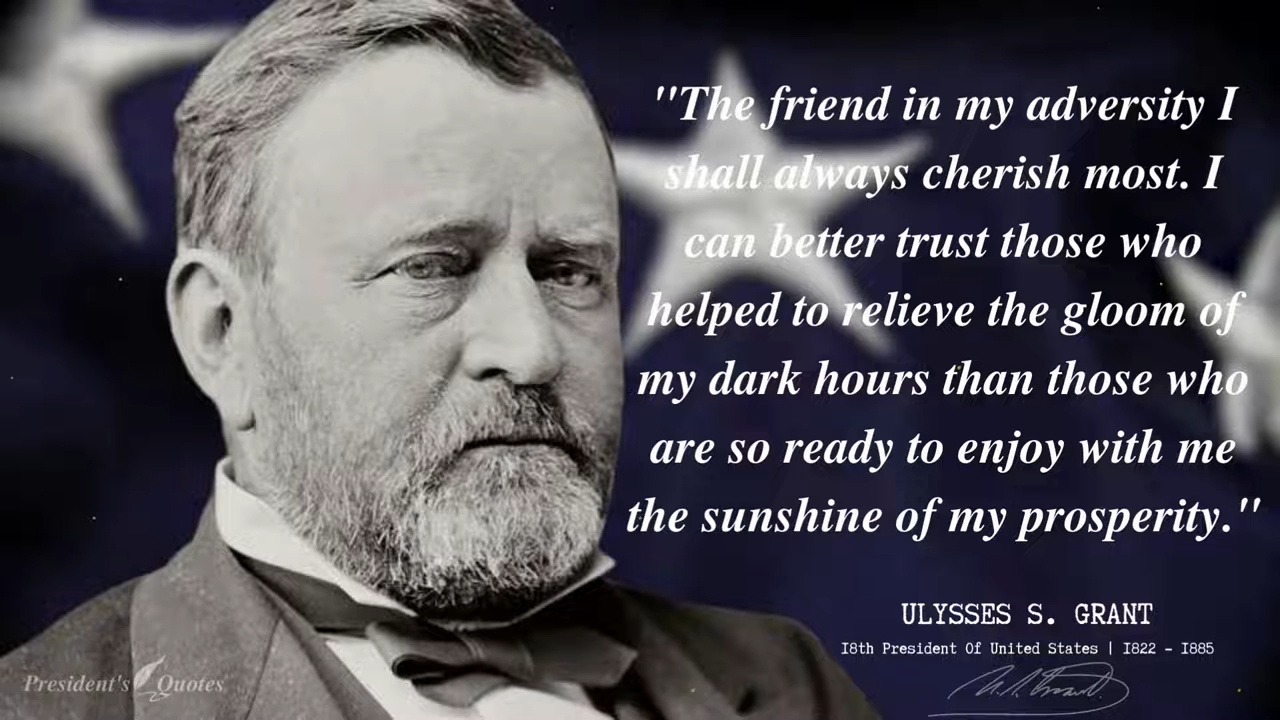 "The friend in my adversity I
shall always cherish most. I
can better trust those who
helped to relieve the gloom of
my dark hours than those who
are so ready to enjoy with me
the sunshine of my prosperity."
ULYSSES S. GRANT
18th President Of United States | 1822 - 1885
President's Quotes